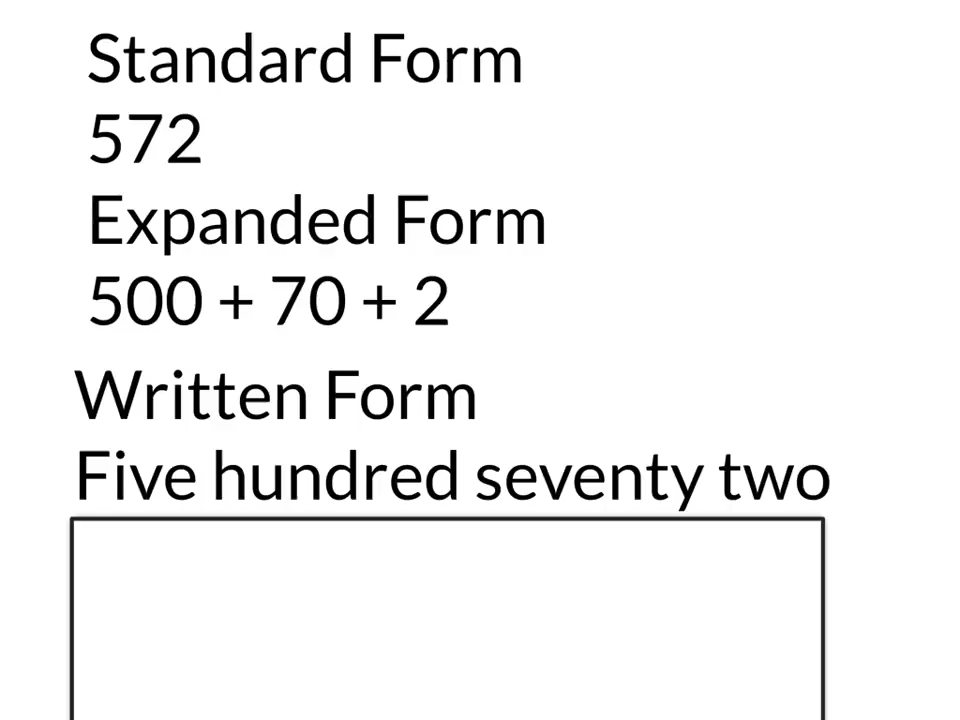 Standard Form
572
Expanded Form
500 + 70 + 2
Written Form
Five hundred seventy two